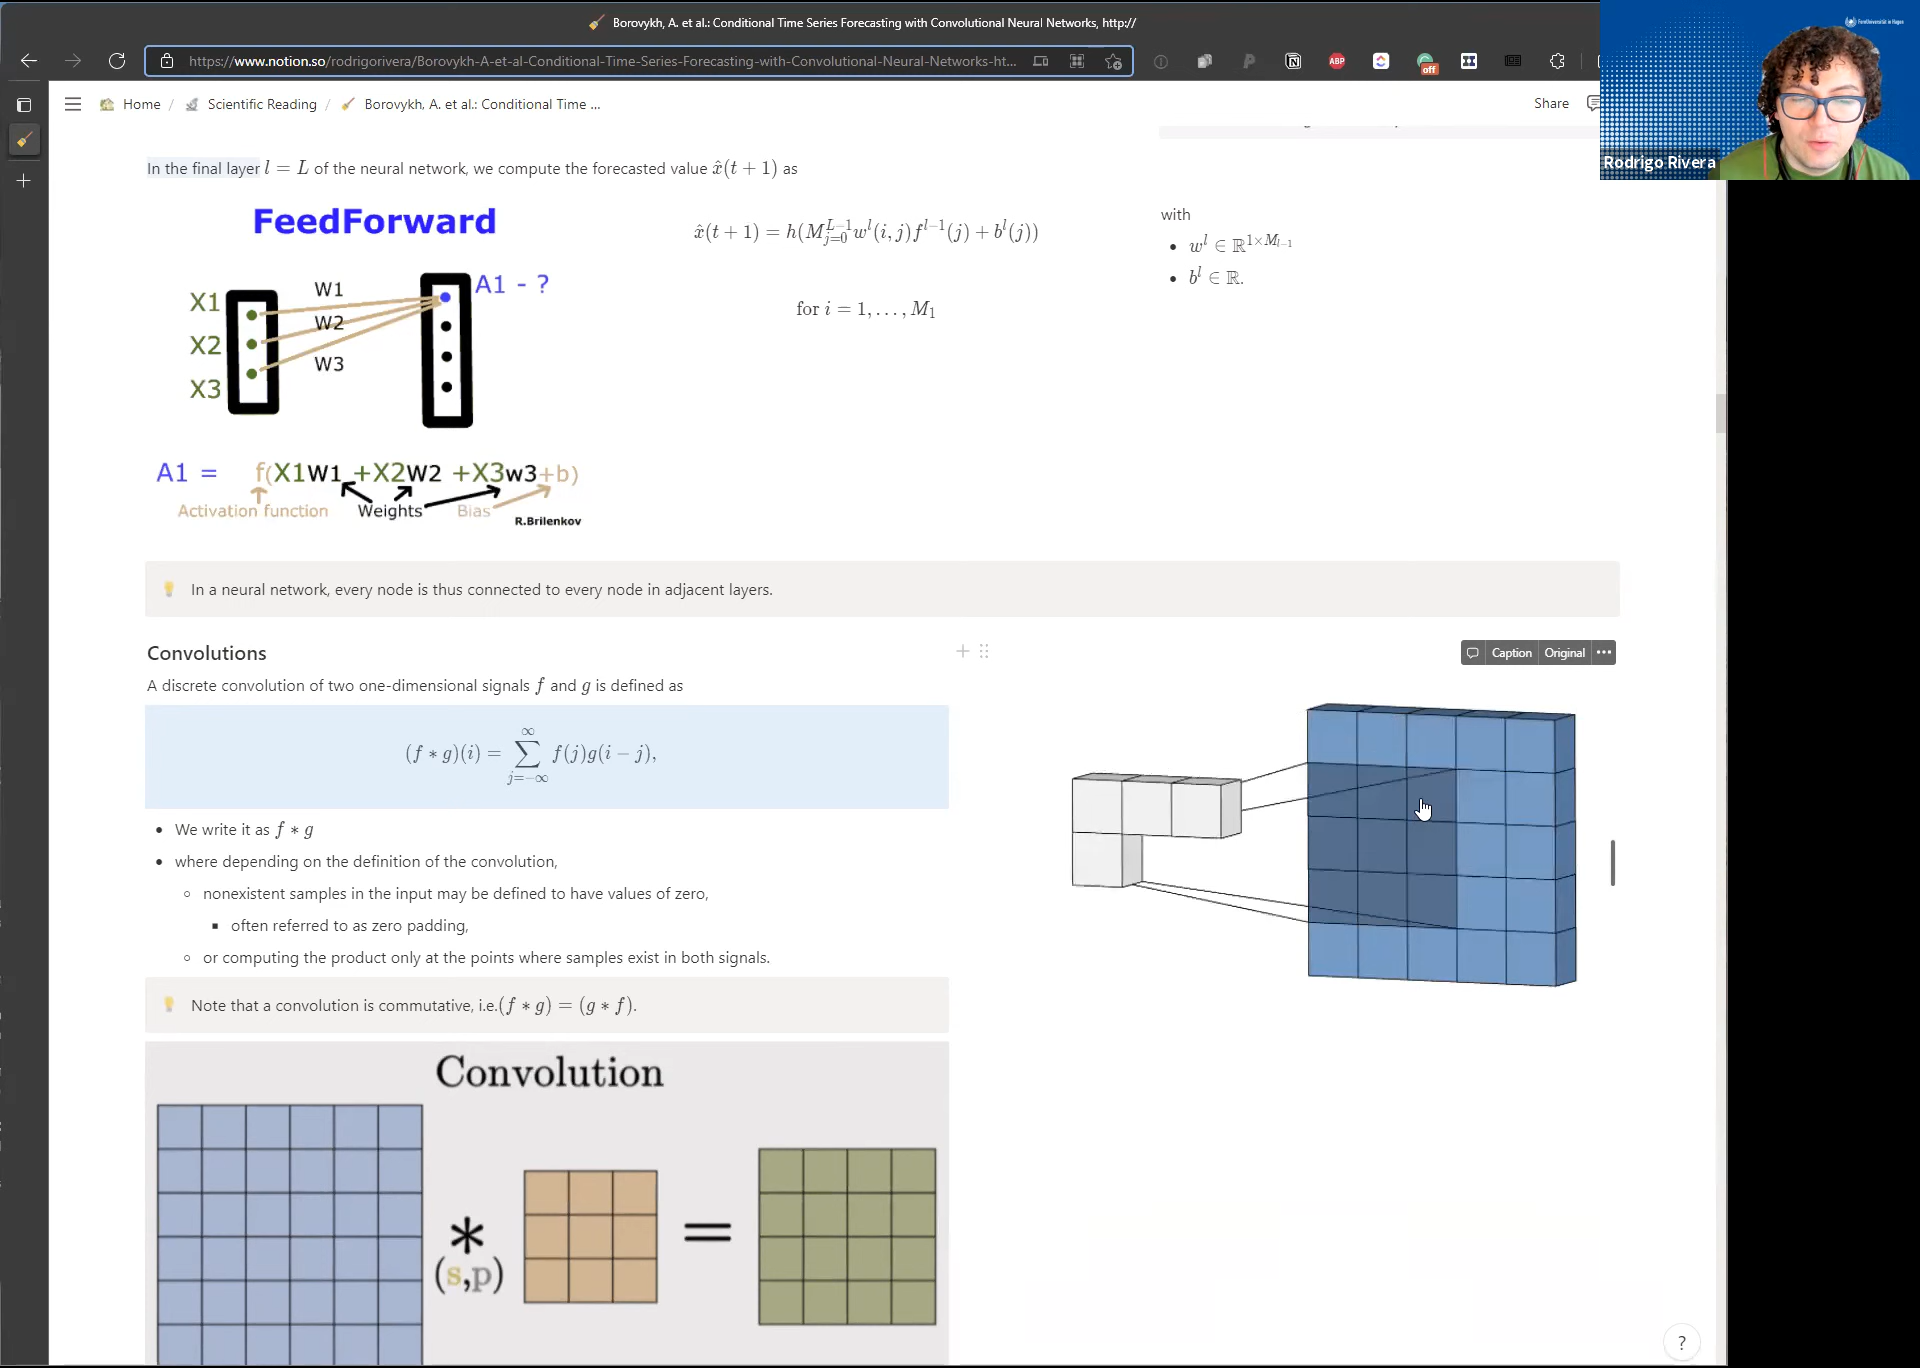 Borovykh, A. et al.: Conditional Time Series Forecasting with Convolutional Neural Networks, http://
https://www.notion.so/rodrigorivera/Borovykh-A-et-al-Conditional-Time-Series-Forecasting-with-Convolutional-Neural-Networks-ht...
ABP
off
Home / Scientific Reading / Borovykh, A. et al.: Conditional Time ...
Share
Rodrigo Rivera
In the final layer l = L of the neural network, we compute the forecasted value x̂(t + 1) as
FeedForward
X1
X2
X3
W1
W2
W3
A1 - ?
A1 = f(X1W1 +X2W2 +X3w3+b)
Activation function
Weights
Bias
R.Brilenkov
x̂(t + 1) = h(M_{j=0}^{L-1} w^l(i, j) f^{l-1}(j) + b^l(j))
for i = 1, . . . , M_1
with
• w^l ∈ ℝ^{1×M_{l-1}}
• b^l ∈ ℝ.
In a neural network, every node is thus connected to every node in adjacent layers.
Convolutions
A discrete convolution of two one-dimensional signals f and g is defined as
(f ∗ g)(i) = ∑_{j=-∞}^{∞} f(j)g(i − j),
• We write it as f ∗ g
• where depending on the definition of the convolution,
◦ nonexistent samples in the input may be defined to have values of zero,
▪ often referred to as zero padding,
◦ or computing the product only at the points where samples exist in both signals.
Note that a convolution is commutative, i.e.(f ∗ g) = (g ∗ f).
Caption
Original
•••
Convolution
∗
(s,p)
=
?